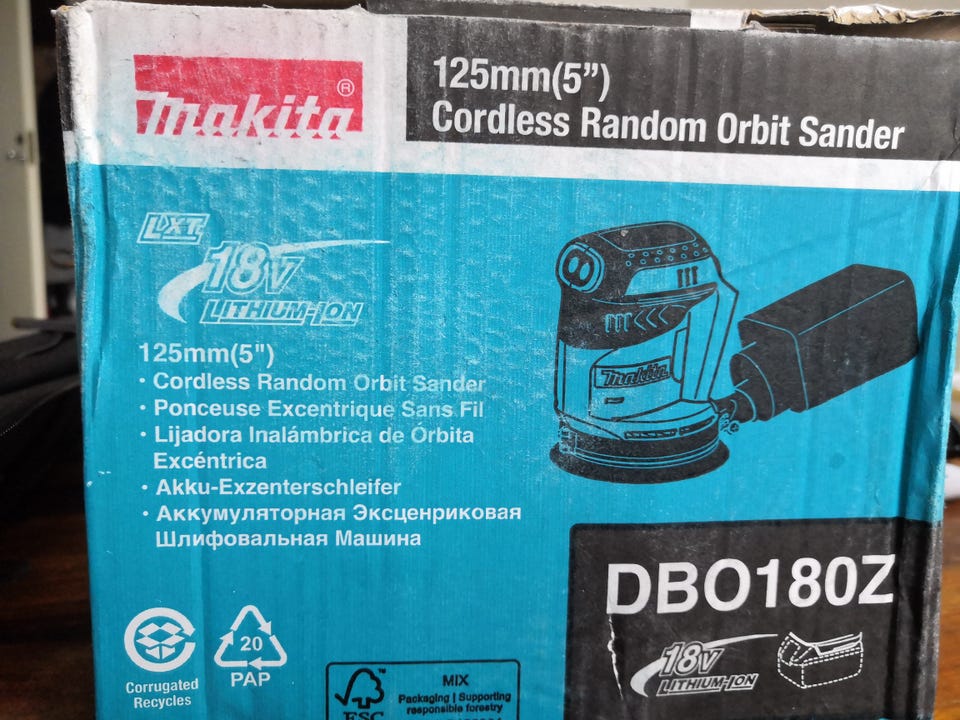 Makita®
125mm(5”)
Cordless Random Orbit Sander
LXT
18V
LITHIUM-ION
125mm(5")
· Cordless Random Orbit Sander
· Ponceuse Excentrique Sans Fil
· Lijadora Inalámbrica de Órbita
Excéntrica
· Akku-Exzenterschleifer
· Аккумуляторная Эксценриковая
Шлифовальная Машина
Makita
DBO180Z
18V
LITHIUM-ION
20
PAP
Corrugated
Recycles
FSC
™
MIX
Packaging | Supporting
responsible forestry